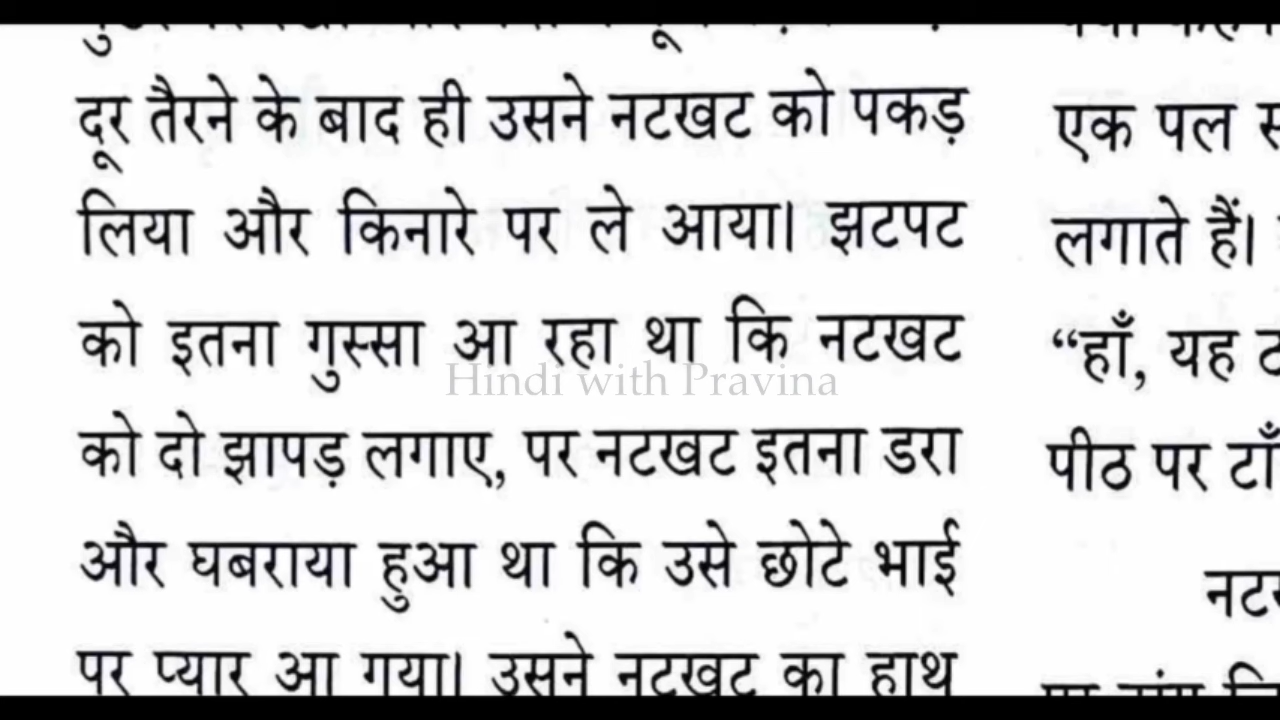 दूर तैरने के बाद ही उसने नटखट को पकड़
लिया और किनारे पर ले आया। झटपट
को इतना गुस्सा आ रहा था कि नटखट
को दो झापड़ लगाए, पर नटखट इतना डरा
और घबराया हुआ था कि उसे छोटे भाई
पर प्यार आ गया। उसने नटखट का हाथ
एक पल
लगाते हैं।
“हाँ, यह
पीठ पर
Hindi with Pravina